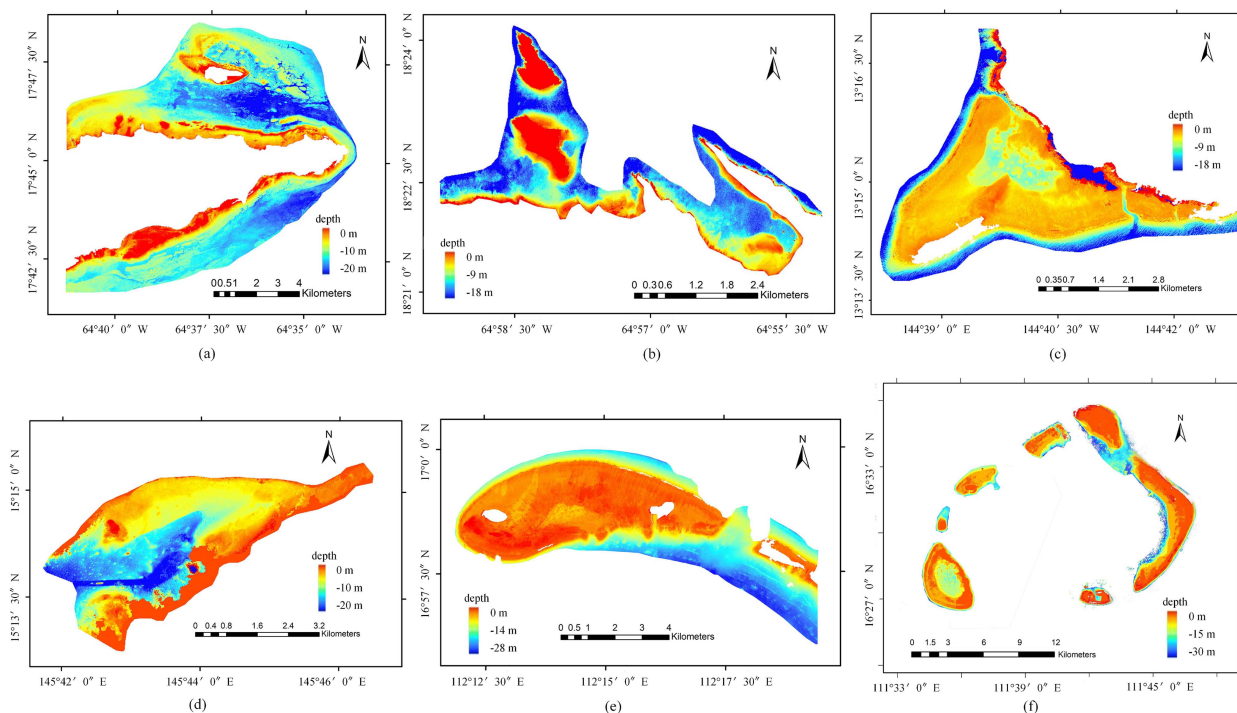 N
17°47′ 30″ N
17°45′ 0″ N
17°42′ 30″ N
depth
0 m
-10 m
-20 m
0 0.5 1 2 3 4
Kilometers
64°40′ 0″ W 64°37′ 30″ W 64°35′ 0″ W
(a)
N
18°24′ 0″ N
18°22′ 30″ N
18°21′ 0″ N
depth
0 m
-9 m
-18 m
0 0.30.6 1.2 1.8 2.4
Kilometers
64°58′ 30″ W 64°57′ 0″ W 64°55′ 30″ W
(b)
N
13°16′ 30″ N
13°15′ 0″ N
13°13′ 30″ N
depth
0 m
-9 m
-18 m
0 0.350.7 1.4 2.1 2.8
Kilometers
144°39′ 0″ E 144°40′ 30″ W 144°42′ 0″ W
(c)
N
15°15′ 0″ N
15°13′ 30″ N
depth
0 m
-10 m
-20 m
0 0.4 0.8 1.6 2.4 3.2
Kilometers
145°42′ 0″ E 145°44′ 0″ E 145°46′ 0″ E
(d)
N
17°0′ 0″ N
16°57′ 30″ N
depth
0 m
-14 m
-28 m
0 0.5 1 2 3 4
Kilometers
112°12′ 30″ E 112°15′ 0″ E 112°17′ 30″ E
(e)
N
16°33′ 0″ N
16°27′ 0″ N
depth
0 m
-15 m
-30 m
0 1.5 3 6 9 12
Kilometers
111°33′ 0″ E 111°39′ 0″ E 111°45′ 0″ E
(f)